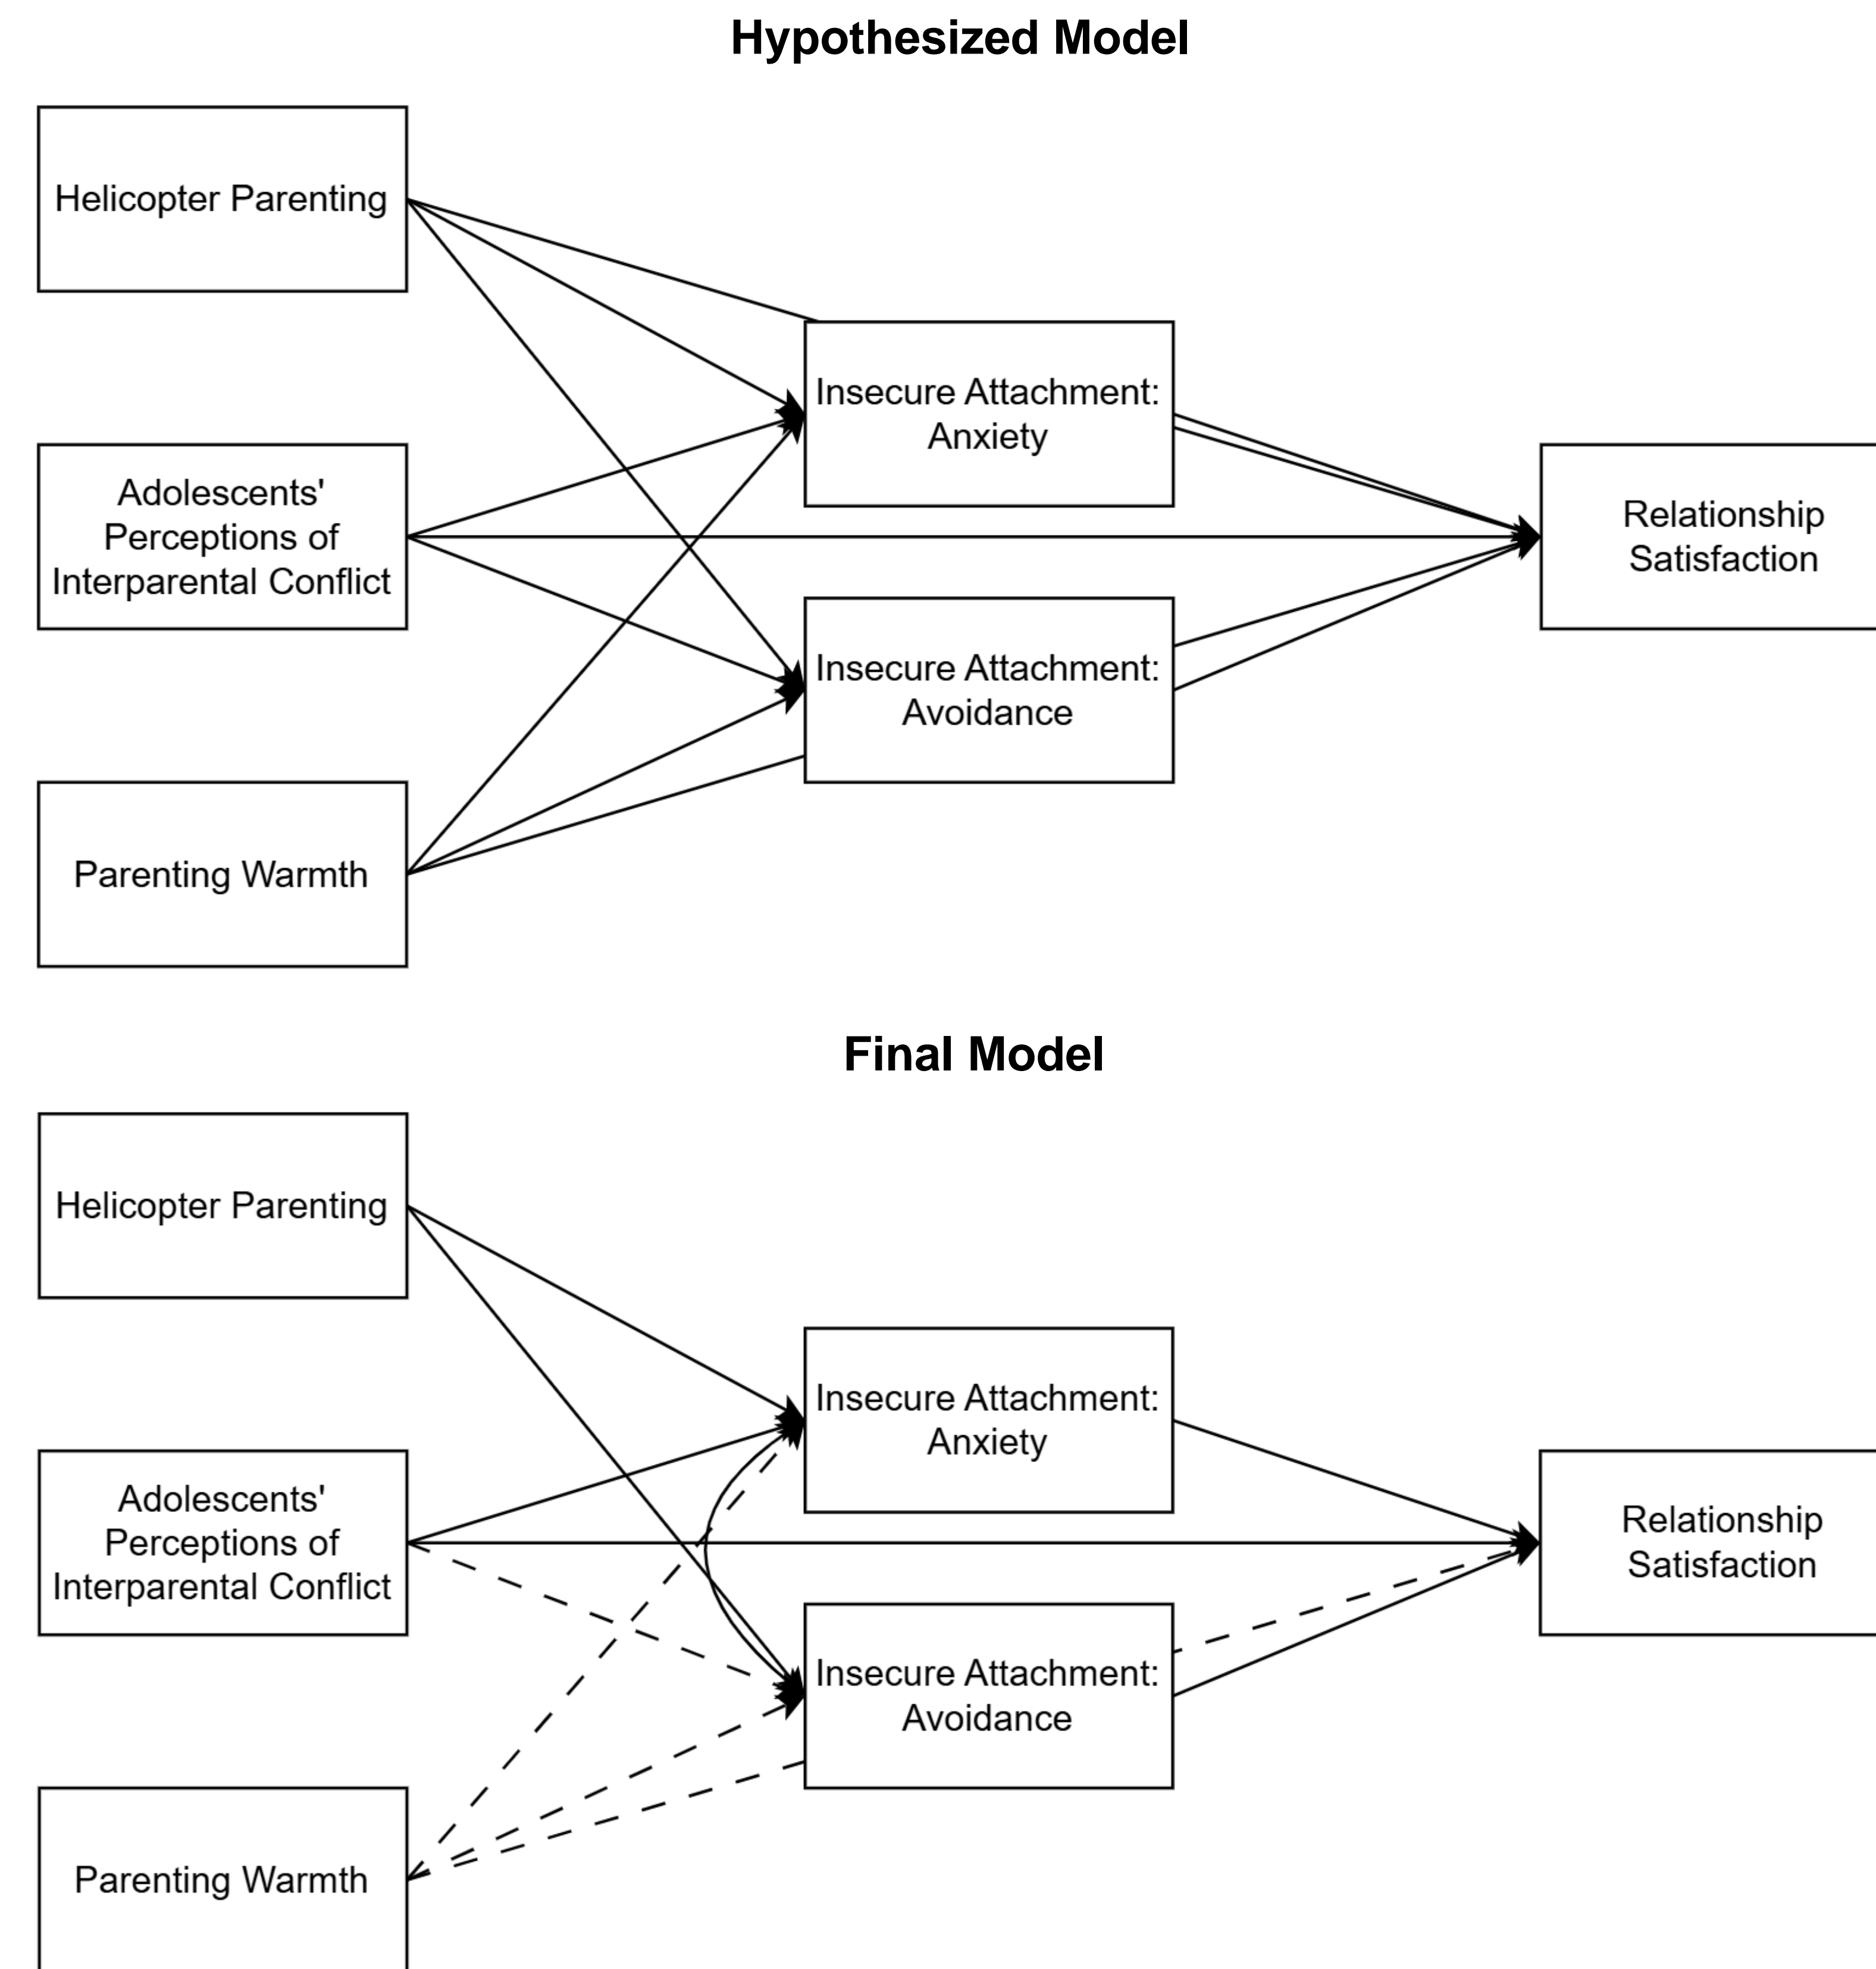 Hypothesized Model
Helicopter Parenting
Insecure Attachment:
Anxiety
Adolescents'
Perceptions of
Interparental Conflict
Relationship
Satisfaction
Insecure Attachment:
Avoidance
Parenting Warmth
Final Model
Helicopter Parenting
Insecure Attachment:
Anxiety
Adolescents'
Perceptions of
Interparental Conflict
Relationship
Satisfaction
Insecure Attachment:
Avoidance
Parenting Warmth